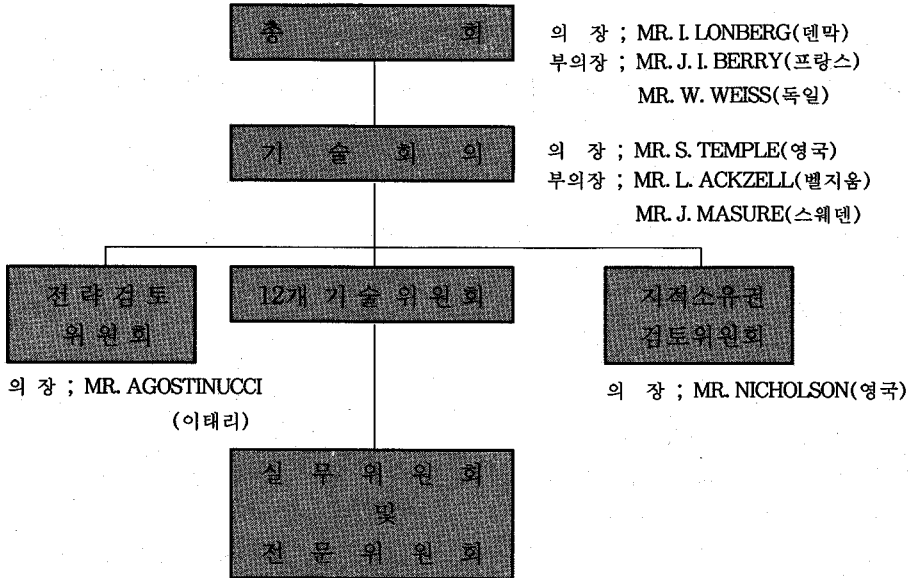 총 회
의 장 ; MR. I. LONBERG(덴막)
부의장 ; MR. J. I. BERRY(프랑스)
MR. W. WEISS(독일)
기 술 회 의
의 장 ; MR. S. TEMPLE(영국)
부의장 ; MR. L. ACKZELL(벨지움)
MR. J. MASURE(스웨덴)
전략검토
위원회
12개 기술위원회
지적소유권
검토위원회
의 장 ; MR. AGOSTINUCCI
(이태리)
의 장 ; MR. NICHOLSON(영국)
실 무 위 원 회
및
전 문 위 원 회